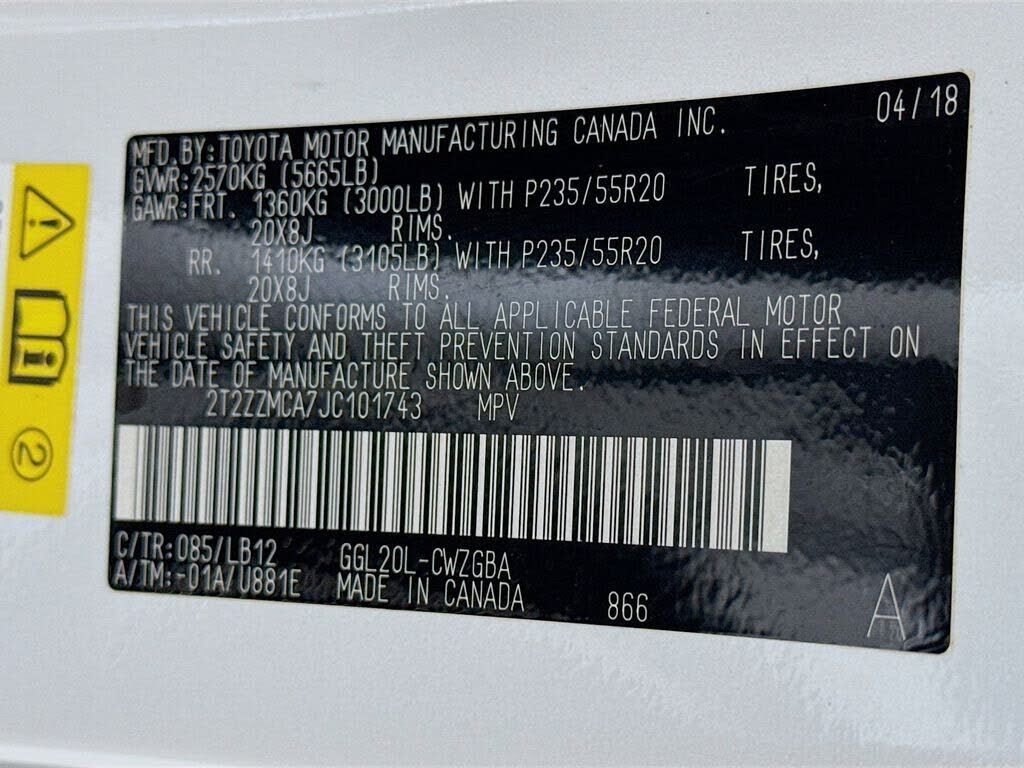 04/18
MFD.BY:TOYOTA MOTOR MANUFACTURING CANADA INC.
GVWR:2570KG (5665LB)
GAWR:FRT. 1360KG (3000LB) WITH P235/55R20 TIRES,
20X8J RIMS.
RR. 1410KG (3105LB) WITH P235/55R20 TIRES,
20X8J RIMS.
THIS VEHICLE CONFORMS TO ALL APPLICABLE FEDERAL MOTOR
VEHICLE SAFETY AND THEFT PREVENTION STANDARDS IN EFFECT ON
THE DATE OF MANUFACTURE SHOWN ABOVE.
2T2ZZMCA7JC101743 MPV
C/TR:085/LB12 GGL20L-CWZGBA
A/TM:-01A/U881E MADE IN CANADA 866 A
2